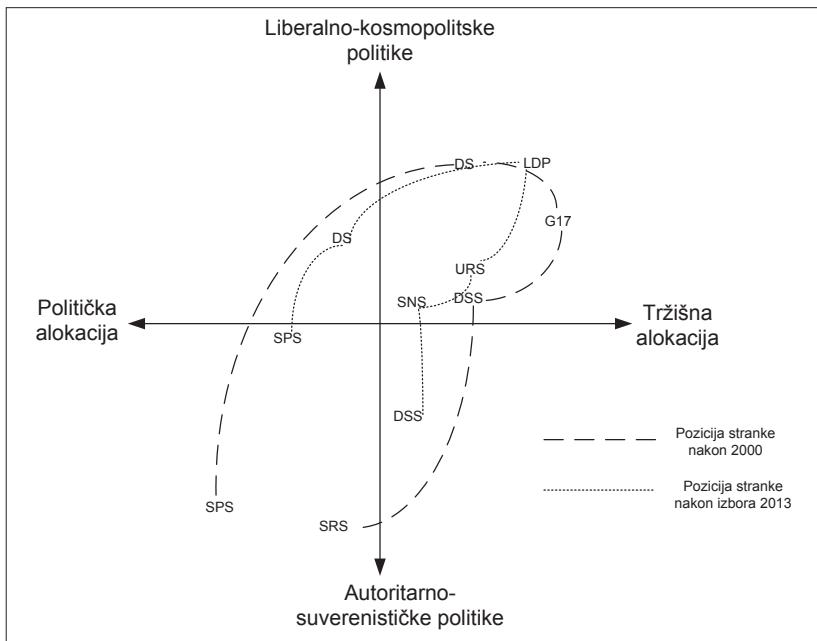 Liberalno-kosmopolitske
politike
DS
LDP
G17
DS
URS
SNS
DSS
Politička
alokacija
Tržišna
alokacija
SPS
DSS
Pozicija stranke
nakon 2000
Pozicija stranke
nakon izbora 2013
SPS
SRS
Autoritarno-
suverenističke politike